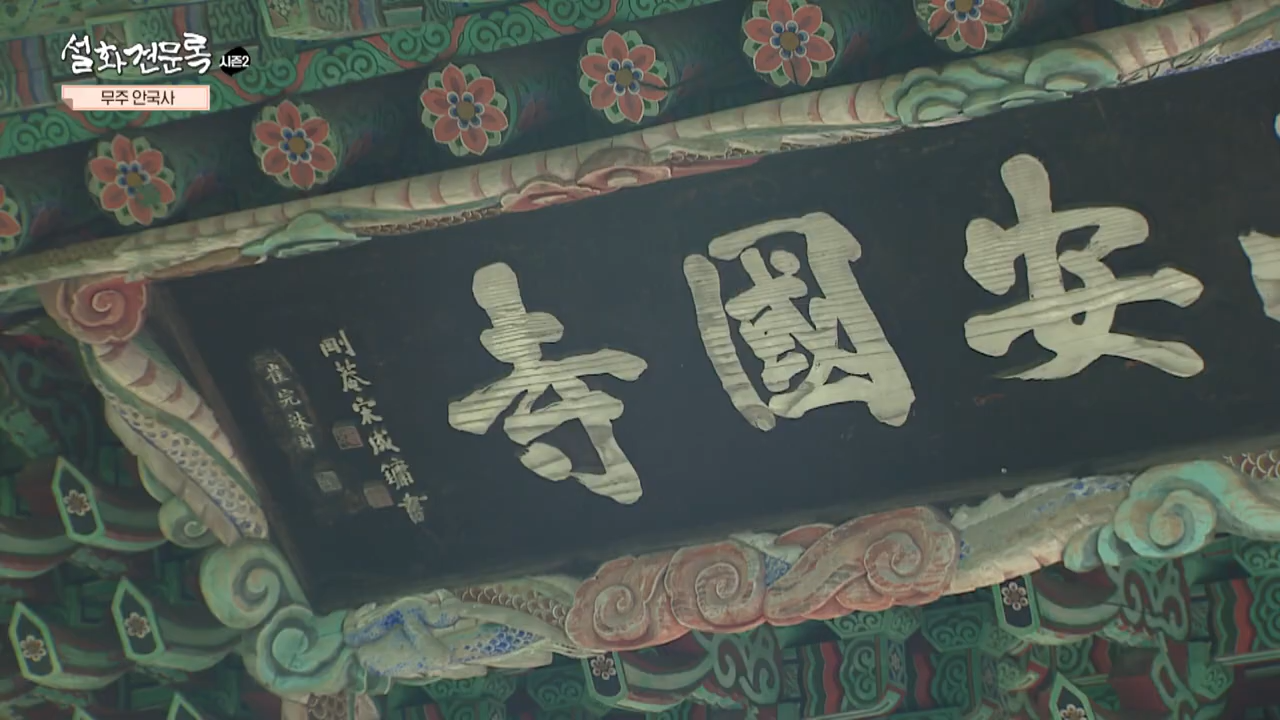 설화견문록 시즌2
무주 안국사
安國寺
剛菴宋成鏞書